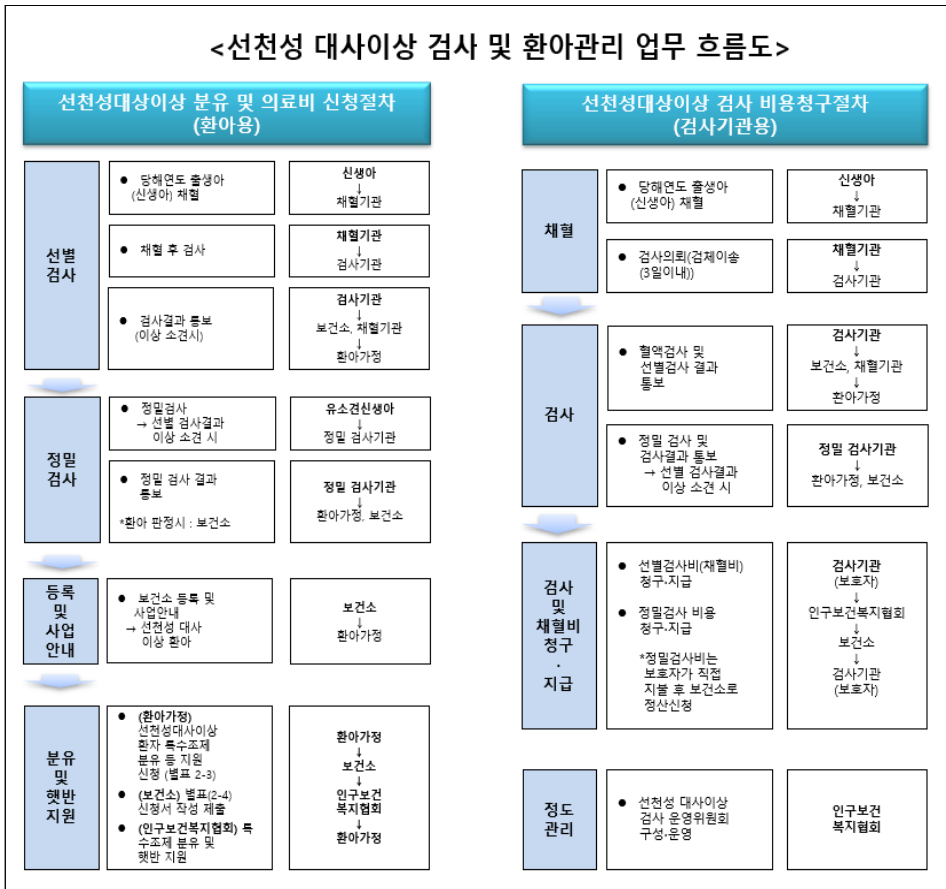 <선천성 대사이상 검사 및 환아관리 업무 흐름도>
선천성대상이상 분유 및 의료비 신청절차
(환아용)
선별
검사
● 당해연도 출생아
(신생아) 채혈
신생아
↓
채혈기관
● 채혈 후 검사
채혈기관
↓
검사기관
● 검사결과 통보
(이상 소견시)
검사기관
↓
보건소, 채혈기관
↓
환아가정
정밀
검사
● 정밀검사
→ 선별 검사결과
이상 소견 시
유소견신생아
↓
정밀 검사기관
● 정밀 검사 결과
통보
*환아 판정시 : 보건소
정밀 검사기관
↓
환아가정, 보건소
등록
및
사업
안내
● 보건소 등록 및
사업안내
→ 선천성 대사
이상 환아
보건소
↓
환아가정
분유
및
햇반
지원
● (환아가정)
선천성대사이상
환자 특수조제
분유 등 지원
신청 (별표 2-3)
● (보건소) 별표(2-4)
신청서 작성 제출
● (인구보건복지협회) 특
수조제 분유 및
햇반 지원
환아가정
↓
보건소
↓
인구보건
복지협회
↓
환아가정
선천성대상이상 검사 비용청구절차
(검사기관용)
채혈
● 당해연도 출생아
(신생아) 채혈
신생아
↓
채혈기관
● 검사의뢰(검체이송
(3일이내))
채혈기관
↓
검사기관
검사
● 혈액검사 및
선별검사 결과
통보
검사기관
↓
보건소, 채혈기관
↓
환아가정
● 정밀 검사 및
검사결과 통보
→ 선별 검사결과
이상 소견 시
정밀 검사기관
↓
환아가정, 보건소
검사
및
채혈비
청구
·
지급
● 선별검사비(채혈비)
청구·지급
● 정밀검사 비용
청구·지급
*정밀검사비는
보호자가 직접
지불 후 보건소로
정산신청
검사기관
(보호자)
↓
인구보건복지협회
↓
보건소
↓
검사기관
(보호자)
정도
관리
● 선천성 대사이상
검사 운영위원회
구성·운영
인구보건
복지협회